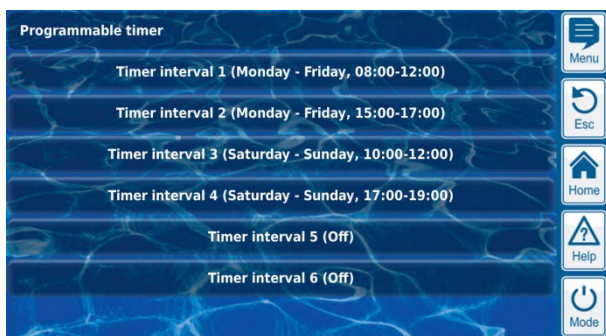 Programmable timer
Timer interval 1 (Monday - Friday, 08:00-12:00)
Timer interval 2 (Monday - Friday, 15:00-17:00)
Timer interval 3 (Saturday - Sunday, 10:00-12:00)
Timer interval 4 (Saturday - Sunday, 17:00-19:00)
Timer interval 5 (Off)
Timer interval 6 (Off)
Menu
Esc
Home
?
Help
Mode